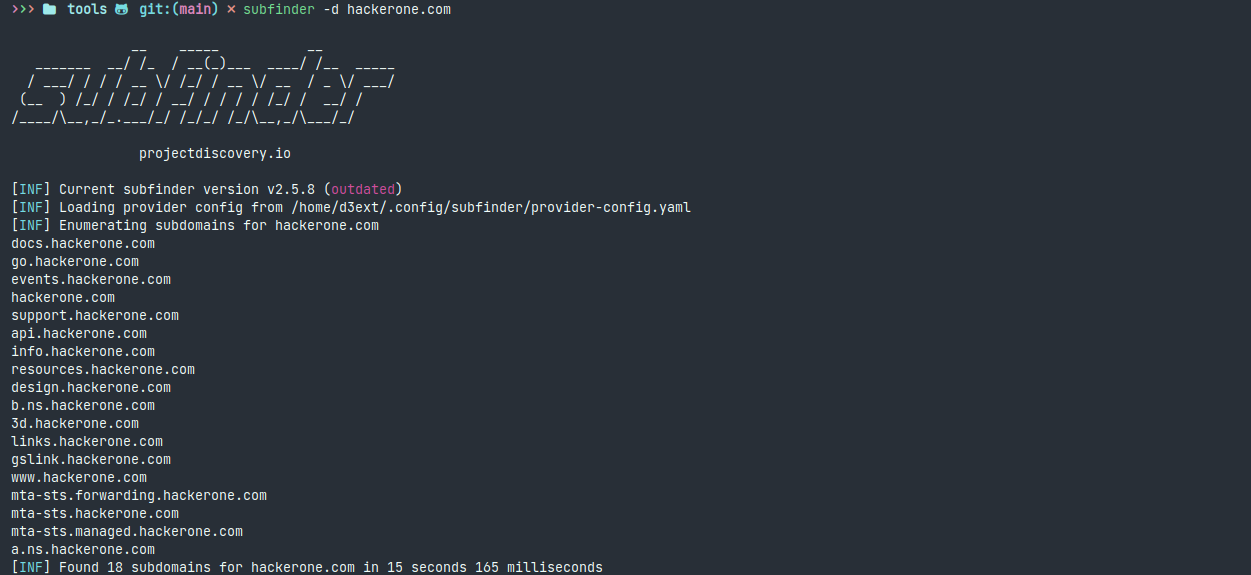 >>> tools git:(main) × subfinder -d hackerone.com
               __    _____           __
   _______  __/ /_  / __(_)___  ____/ /__  _____
  / ___/ / / / __ \/ /_/ / __ \/ __  / _ \/ ___/
 (__  ) /_/ / /_/ / __/ / / / / /_/ /  __/ /
/____/\__,_/_.___/_/ /_/_/ /_/\__,_/\___/_/
projectdiscovery.io
[INF] Current subfinder version v2.5.8 (outdated)
[INF] Loading provider config from /home/d3ext/.config/subfinder/provider-config.yaml
[INF] Enumerating subdomains for hackerone.com
docs.hackerone.com
go.hackerone.com
events.hackerone.com
hackerone.com
support.hackerone.com
api.hackerone.com
info.hackerone.com
resources.hackerone.com
design.hackerone.com
b.ns.hackerone.com
3d.hackerone.com
links.hackerone.com
gslink.hackerone.com
www.hackerone.com
mta-sts.forwarding.hackerone.com
mta-sts.hackerone.com
mta-sts.managed.hackerone.com
a.ns.hackerone.com
[INF] Found 18 subdomains for hackerone.com in 15 seconds 165 milliseconds